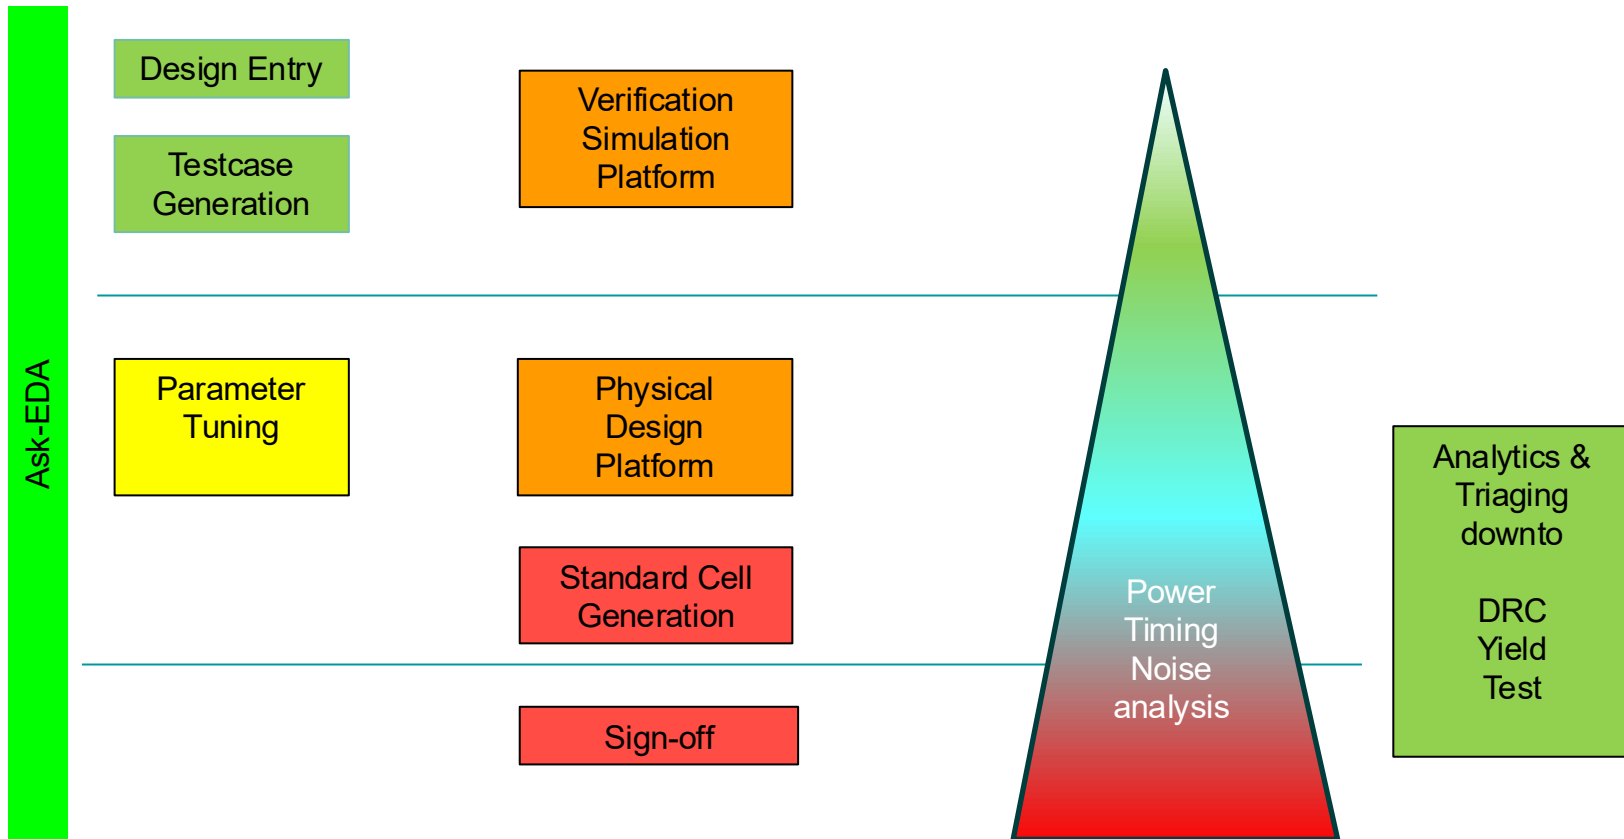 Ask-EDA
Design Entry
Testcase
Generation
Verification
Simulation
Platform
Parameter
Tuning
Physical
Design
Platform
Standard Cell
Generation
Sign-off
Power
Timing
Noise
analysis
Analytics &
Triaging
downto
DRC
Yield
Test